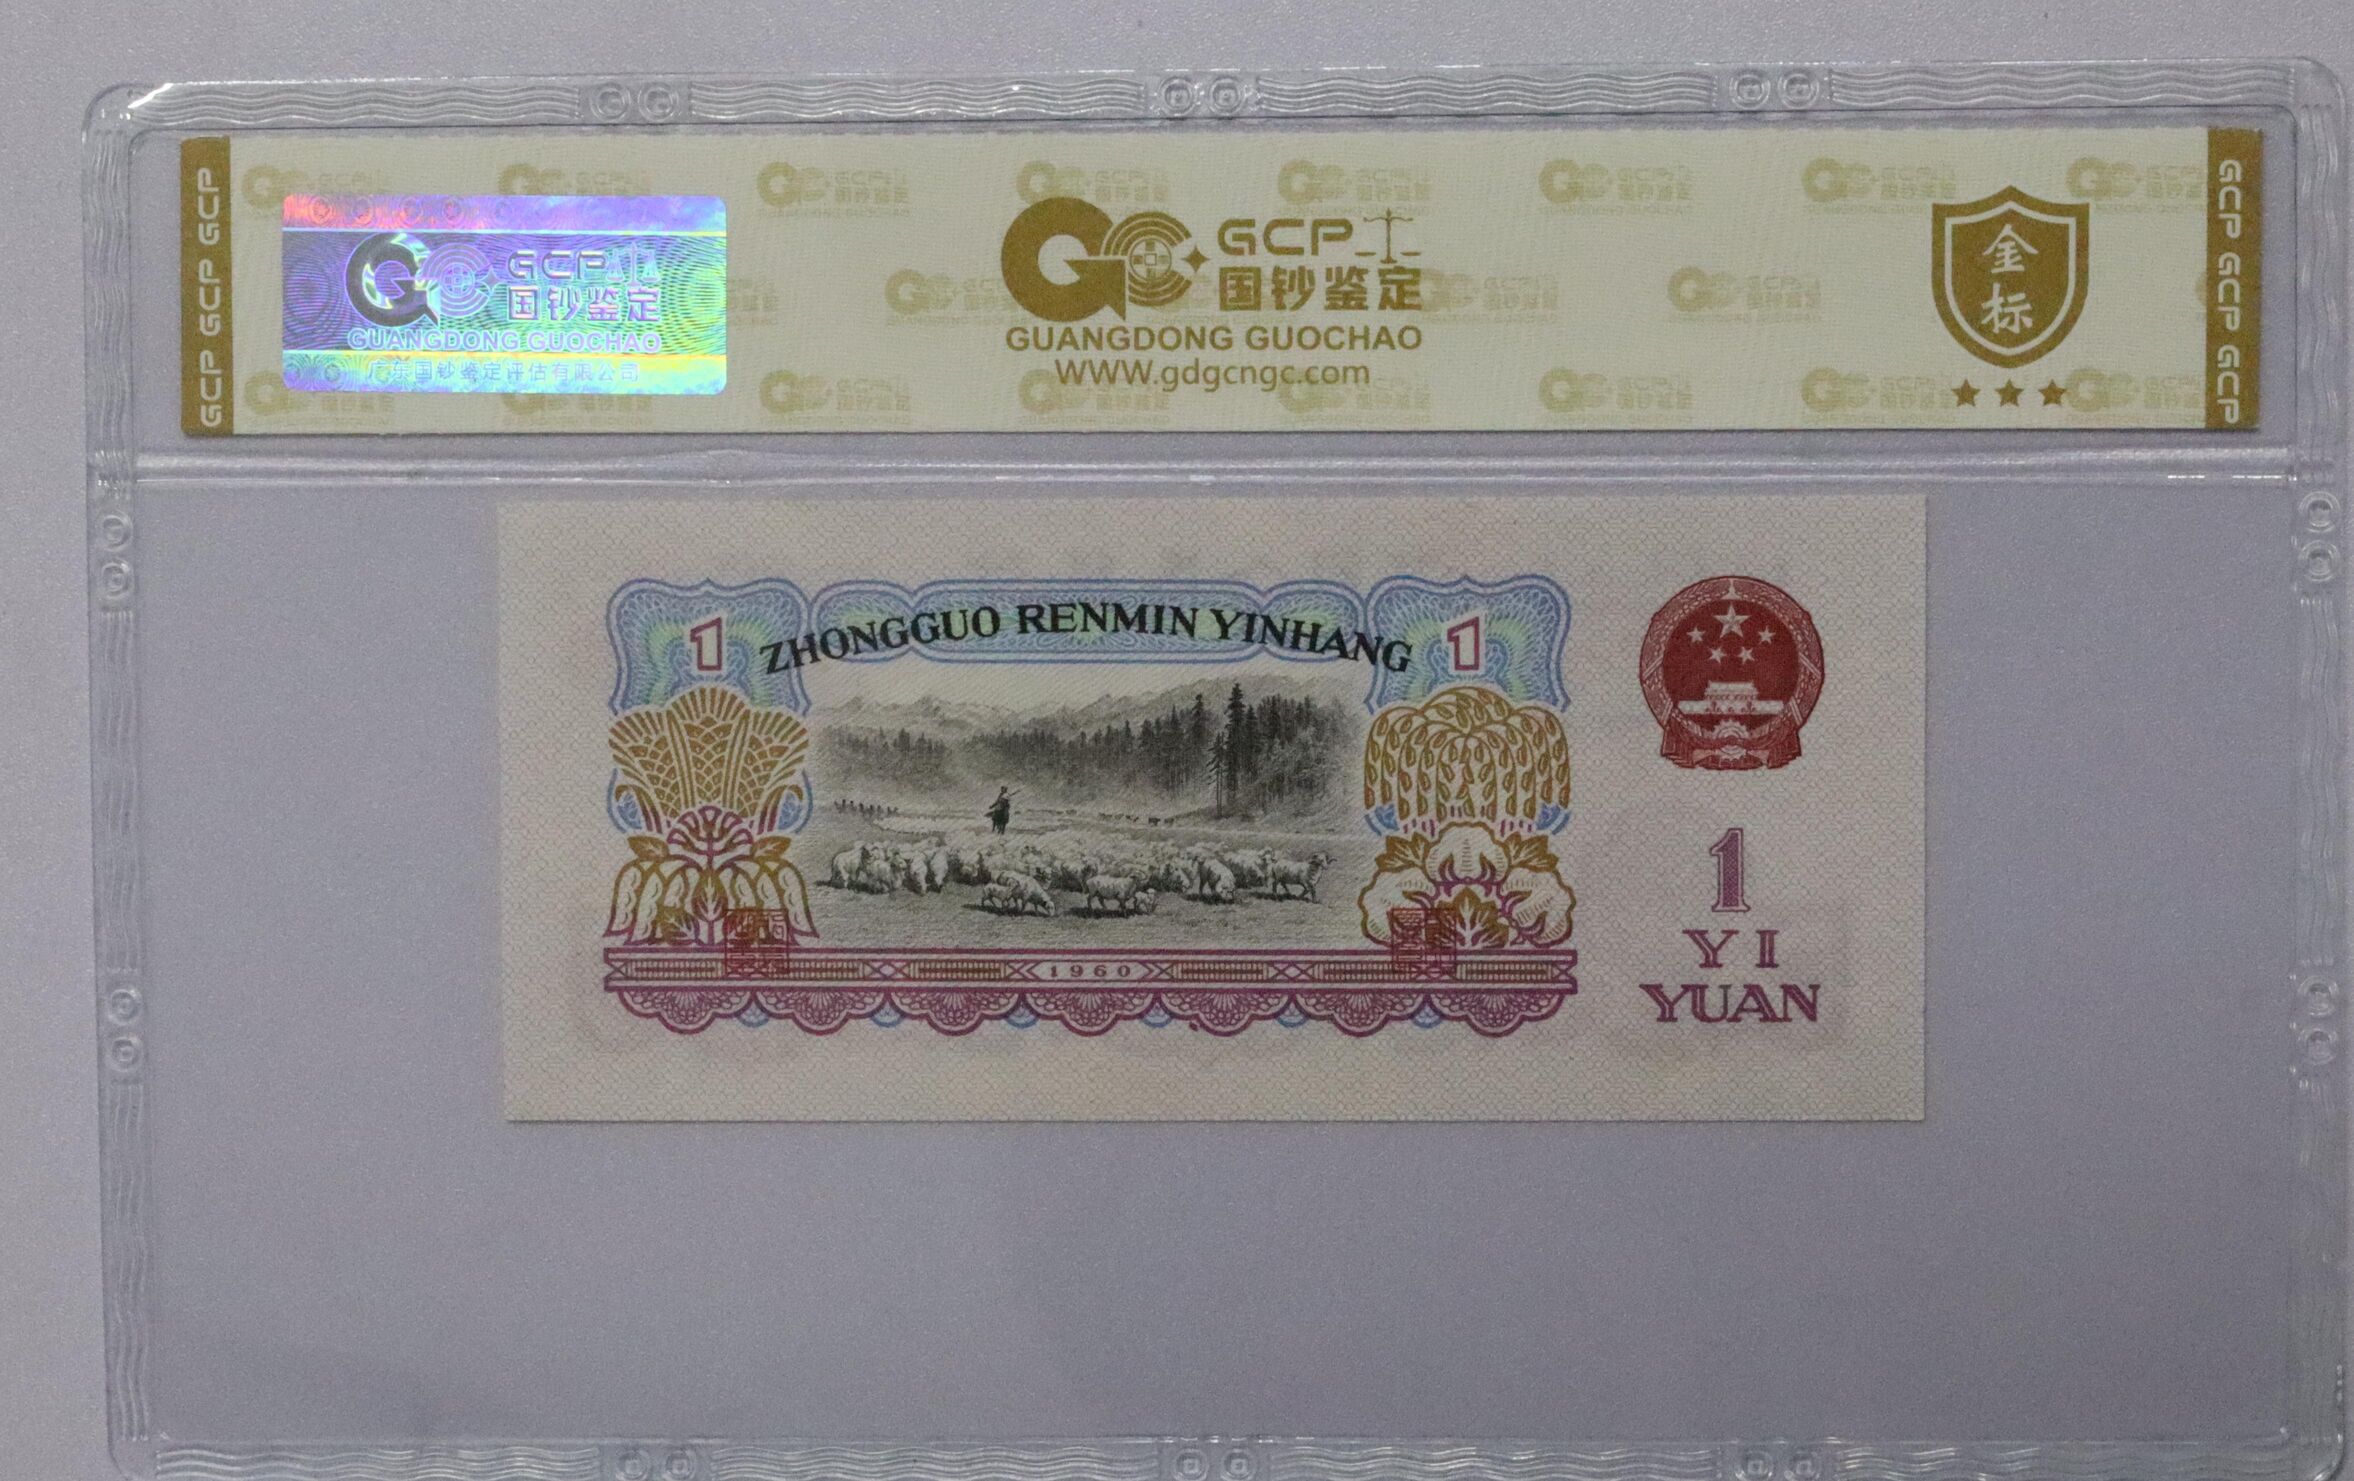 GCP GCP GCP
GCP
国钞鉴定
GUANGDONG GUOCHAO
广东国钞鉴定评估有限公司
GCP
国钞鉴定
GUANGDONG GUOCHAO
www.gdgcngc.com
金标
GCP GCP GCP
1
ZHONGGUO RENMIN YINHANG
1
1960
1
YI
YUAN